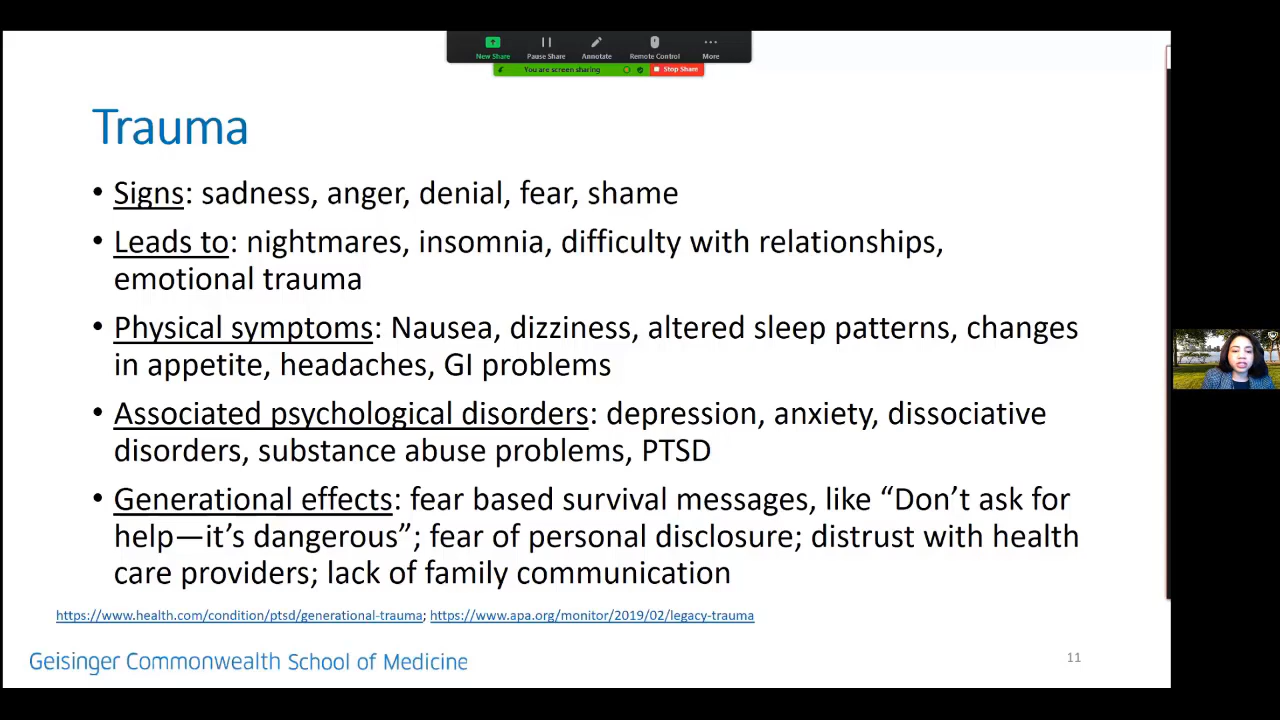 New Share
Pause Share
Annotate
Remote Control
More
You are screen sharing
Stop Share
Trauma
• Signs: sadness, anger, denial, fear, shame
• Leads to: nightmares, insomnia, difficulty with relationships,
emotional trauma
• Physical symptoms: Nausea, dizziness, altered sleep patterns, changes
in appetite, headaches, GI problems
• Associated psychological disorders: depression, anxiety, dissociative
disorders, substance abuse problems, PTSD
• Generational effects: fear based survival messages, like “Don’t ask for
help—it’s dangerous”; fear of personal disclosure; distrust with health
care providers; lack of family communication
https://www.health.com/condition/ptsd/generational-trauma; https://www.apa.org/monitor/2019/02/legacy-trauma
Geisinger Commonwealth School of Medicine
11